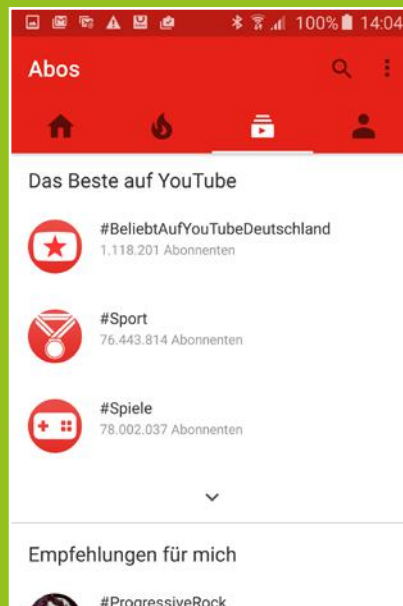 100% 14:04
Abos
Das Beste auf YouTube
#BeliebtAufYouTubeDeutschland
1.118.201 Abonnenten
#Sport
76.443.814 Abonnenten
#Spiele
78.002.037 Abonnenten
Empfehlungen für mich
#ProgressiveRock